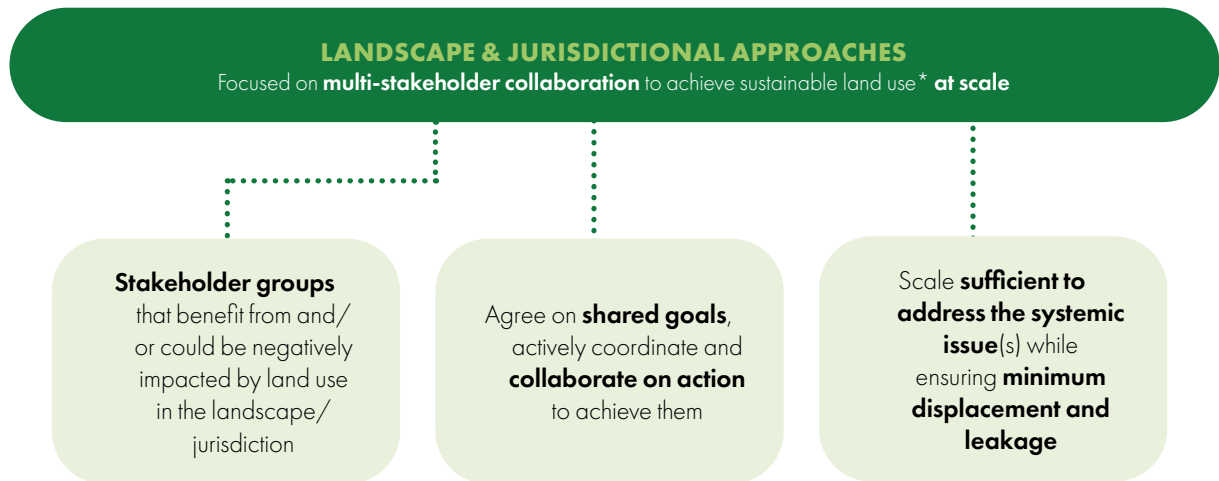 LANDSCAPE & JURISDICTIONAL APPROACHES
Focused on multi-stakeholder collaboration to achieve sustainable land use* at scale
Stakeholder groups
that benefit from and/
or could be negatively
impacted by land use
in the landscape/
jurisdiction
Agree on shared goals,
actively coordinate and
collaborate on action
to achieve them
Scale sufficient to
address the systemic
issue(s) while
ensuring minimum
displacement and
leakage